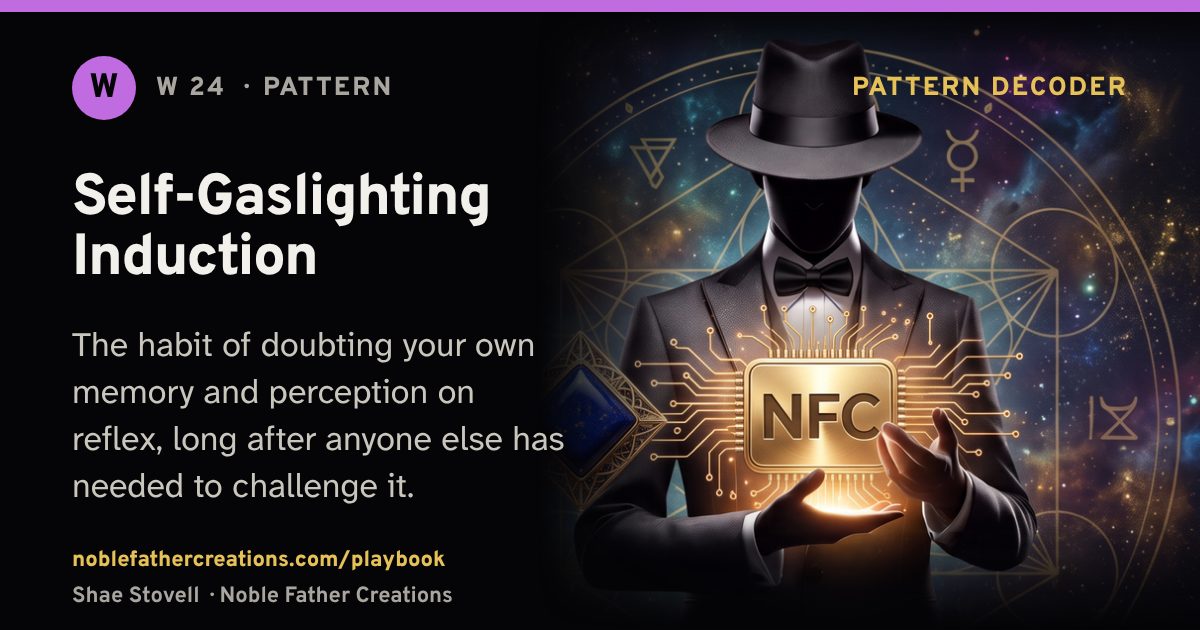 W
W 24 · PATTERN
PATTERN DECODER
Self-Gaslighting
Induction
The habit of doubting your own
memory and perception on
reflex, long after anyone else has
needed to challenge it.
NFC
noblefathercreations.com/playbook
Shae Stovell · Noble Father Creations